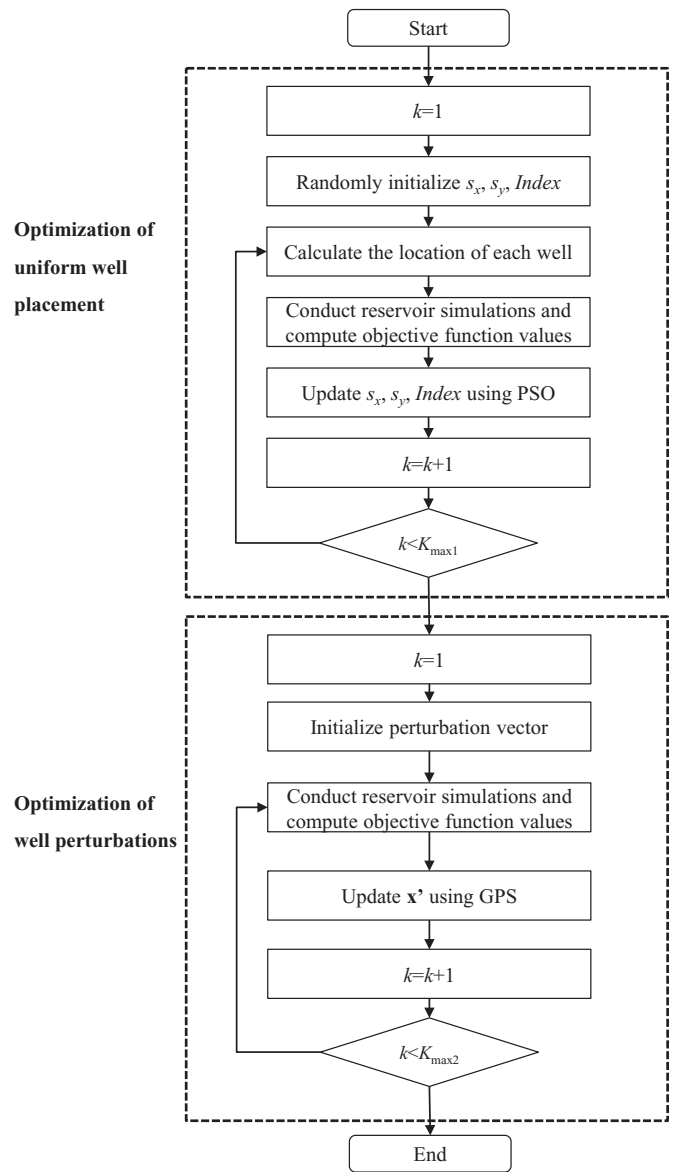 Start
k=1
Randomly initialize sₓ, s_y, Index
Optimization of
uniform well
placement
Calculate the location of each well
Conduct reservoir simulations and
compute objective function values
Update sₓ, s_y, Index using PSO
k=k+1
k<K_max1
k=1
Initialize perturbation vector
Optimization of
well perturbations
Conduct reservoir simulations and
compute objective function values
Update x’ using GPS
k=k+1
k<K_max2
End